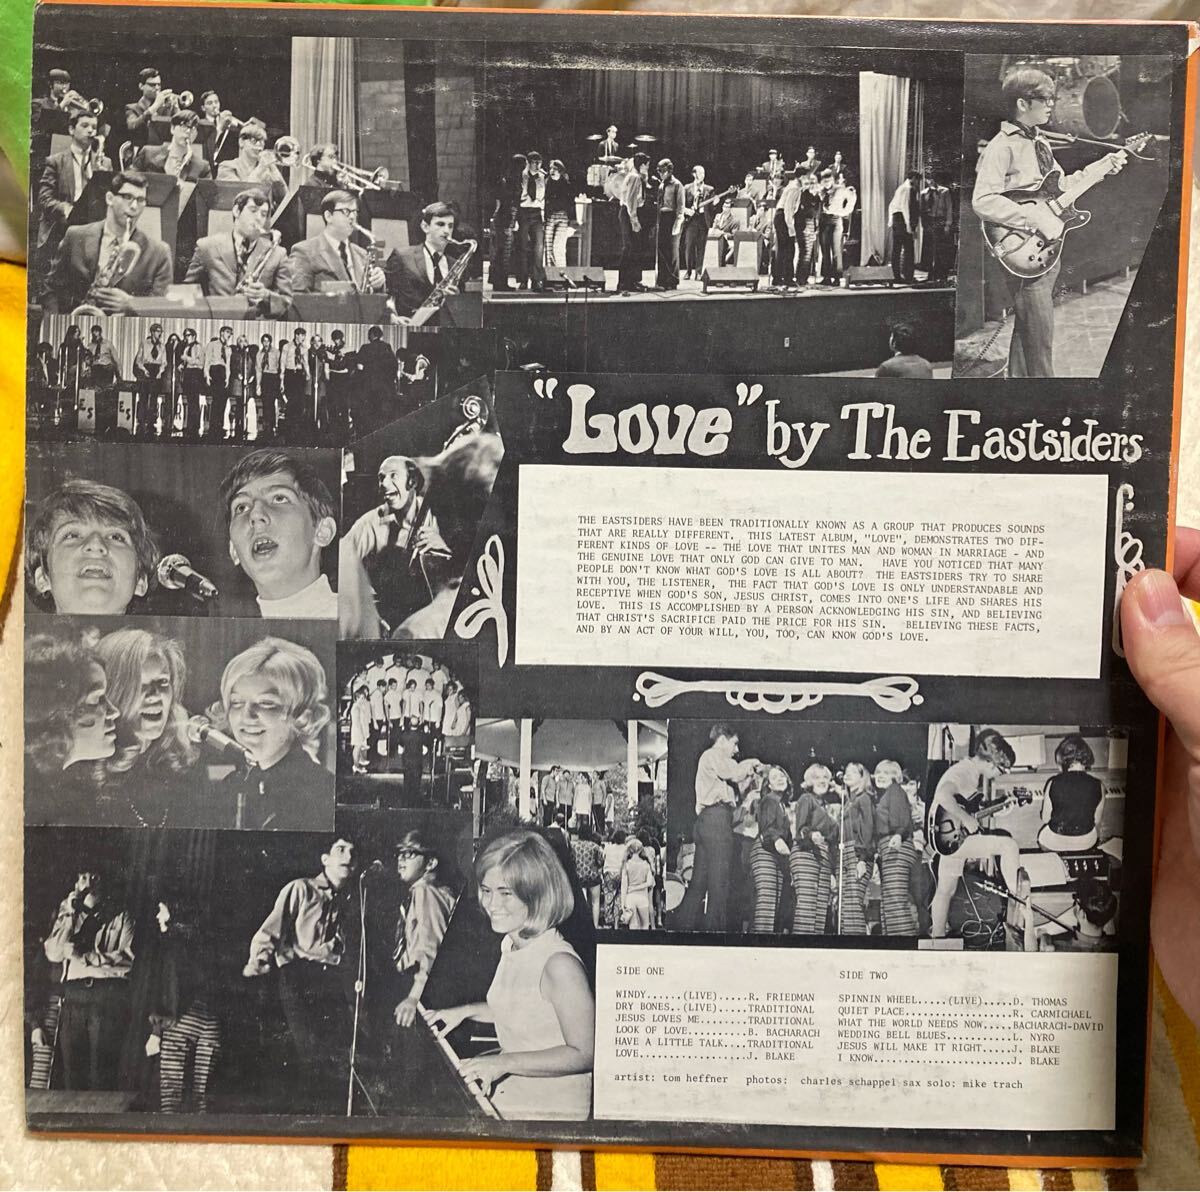 "Love" by The Eastsiders
THE EASTSIDERS HAVE BEEN TRADITIONALLY KNOWN AS A GROUP THAT PRODUCES SOUNDS
THAT ARE REALLY DIFFERENT. THIS LATEST ALBUM, "LOVE", DEMONSTRATES TWO DIF-
FERENT KINDS OF LOVE -- THE LOVE THAT UNITES MAN AND WOMAN IN MARRIAGE - AND
THE GENUINE LOVE THAT ONLY GOD CAN GIVE TO MAN. HAVE YOU NOTICED THAT MANY
PEOPLE DON'T KNOW WHAT GOD'S LOVE IS ALL ABOUT? THE EASTSIDERS TRY TO SHARE
WITH YOU, THE LISTENER, THE FACT THAT GOD'S LOVE IS ONLY UNDERSTANDABLE AND
RECEPTIVE WHEN GOD'S SON, JESUS CHRIST, COMES INTO ONE'S LIFE AND SHARES HIS
LOVE. THIS IS ACCOMPLISHED BY A PERSON ACKNOWLEDGING HIS SIN, AND BELIEVING
THAT CHRIST'S SACRIFICE PAID THE PRICE FOR HIS SIN. BELIEVING THESE FACTS,
AND BY AN ACT OF YOUR WILL, YOU, TOO, CAN KNOW GOD'S LOVE.
ES ES
SIDE ONE
WINDY......(LIVE).....R. FRIEDMAN
DRY BONES..(LIVE).....TRADITIONAL
JESUS LOVES ME........TRADITIONAL
LOOK OF LOVE..........B. BACHARACH
HAVE A LITTLE TALK....TRADITIONAL
LOVE..................J. BLAKE
SIDE TWO
SPINNIN WHEEL.....(LIVE).....D. THOMAS
QUIET PLACE..................R. CARMICHAEL
WHAT THE WORLD NEEDS NOW.....BACHARACH-DAVID
WEDDING BELL BLUES...........L. NYRO
JESUS WILL MAKE IT RIGHT.....J. BLAKE
I KNOW.......................J. BLAKE
artist: tom heffner photos: charles schappel sax solo: mike trach